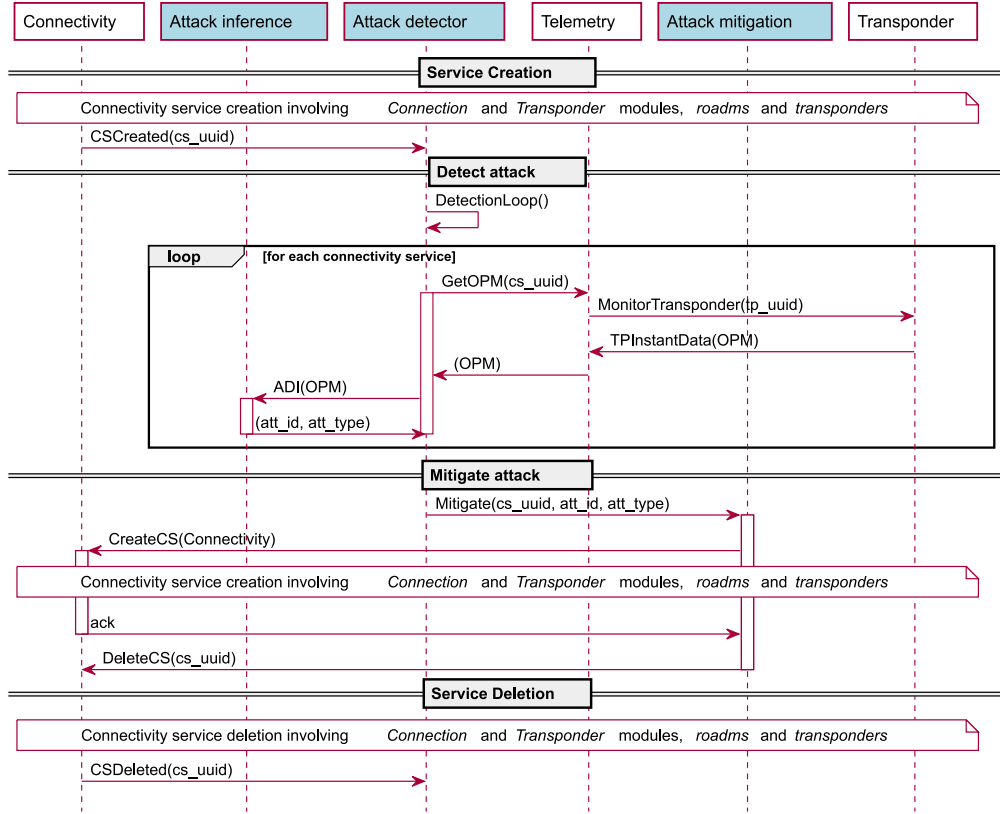 Connectivity
Attack inference
Attack detector
Telemetry
Attack mitigation
Transponder
Service Creation
Connectivity service creation involving Connection and Transponder modules, roadms and transponders
CSCreated(cs_uuid)
Detect attack
DetectionLoop()
loop
[for each connectivity service]
GetOPM(cs_uuid)
MonitorTransponder(tp_uuid)
TPInstantData(OPM)
(OPM)
ADI(OPM)
(att_id, att_type)
Mitigate attack
Mitigate(cs_uuid, att_id, att_type)
CreateCS(Connectivity)
Connectivity service creation involving Connection and Transponder modules, roadms and transponders
ack
DeleteCS(cs_uuid)
Service Deletion
Connectivity service deletion involving Connection and Transponder modules, roadms and transponders
CSDeleted(cs_uuid)